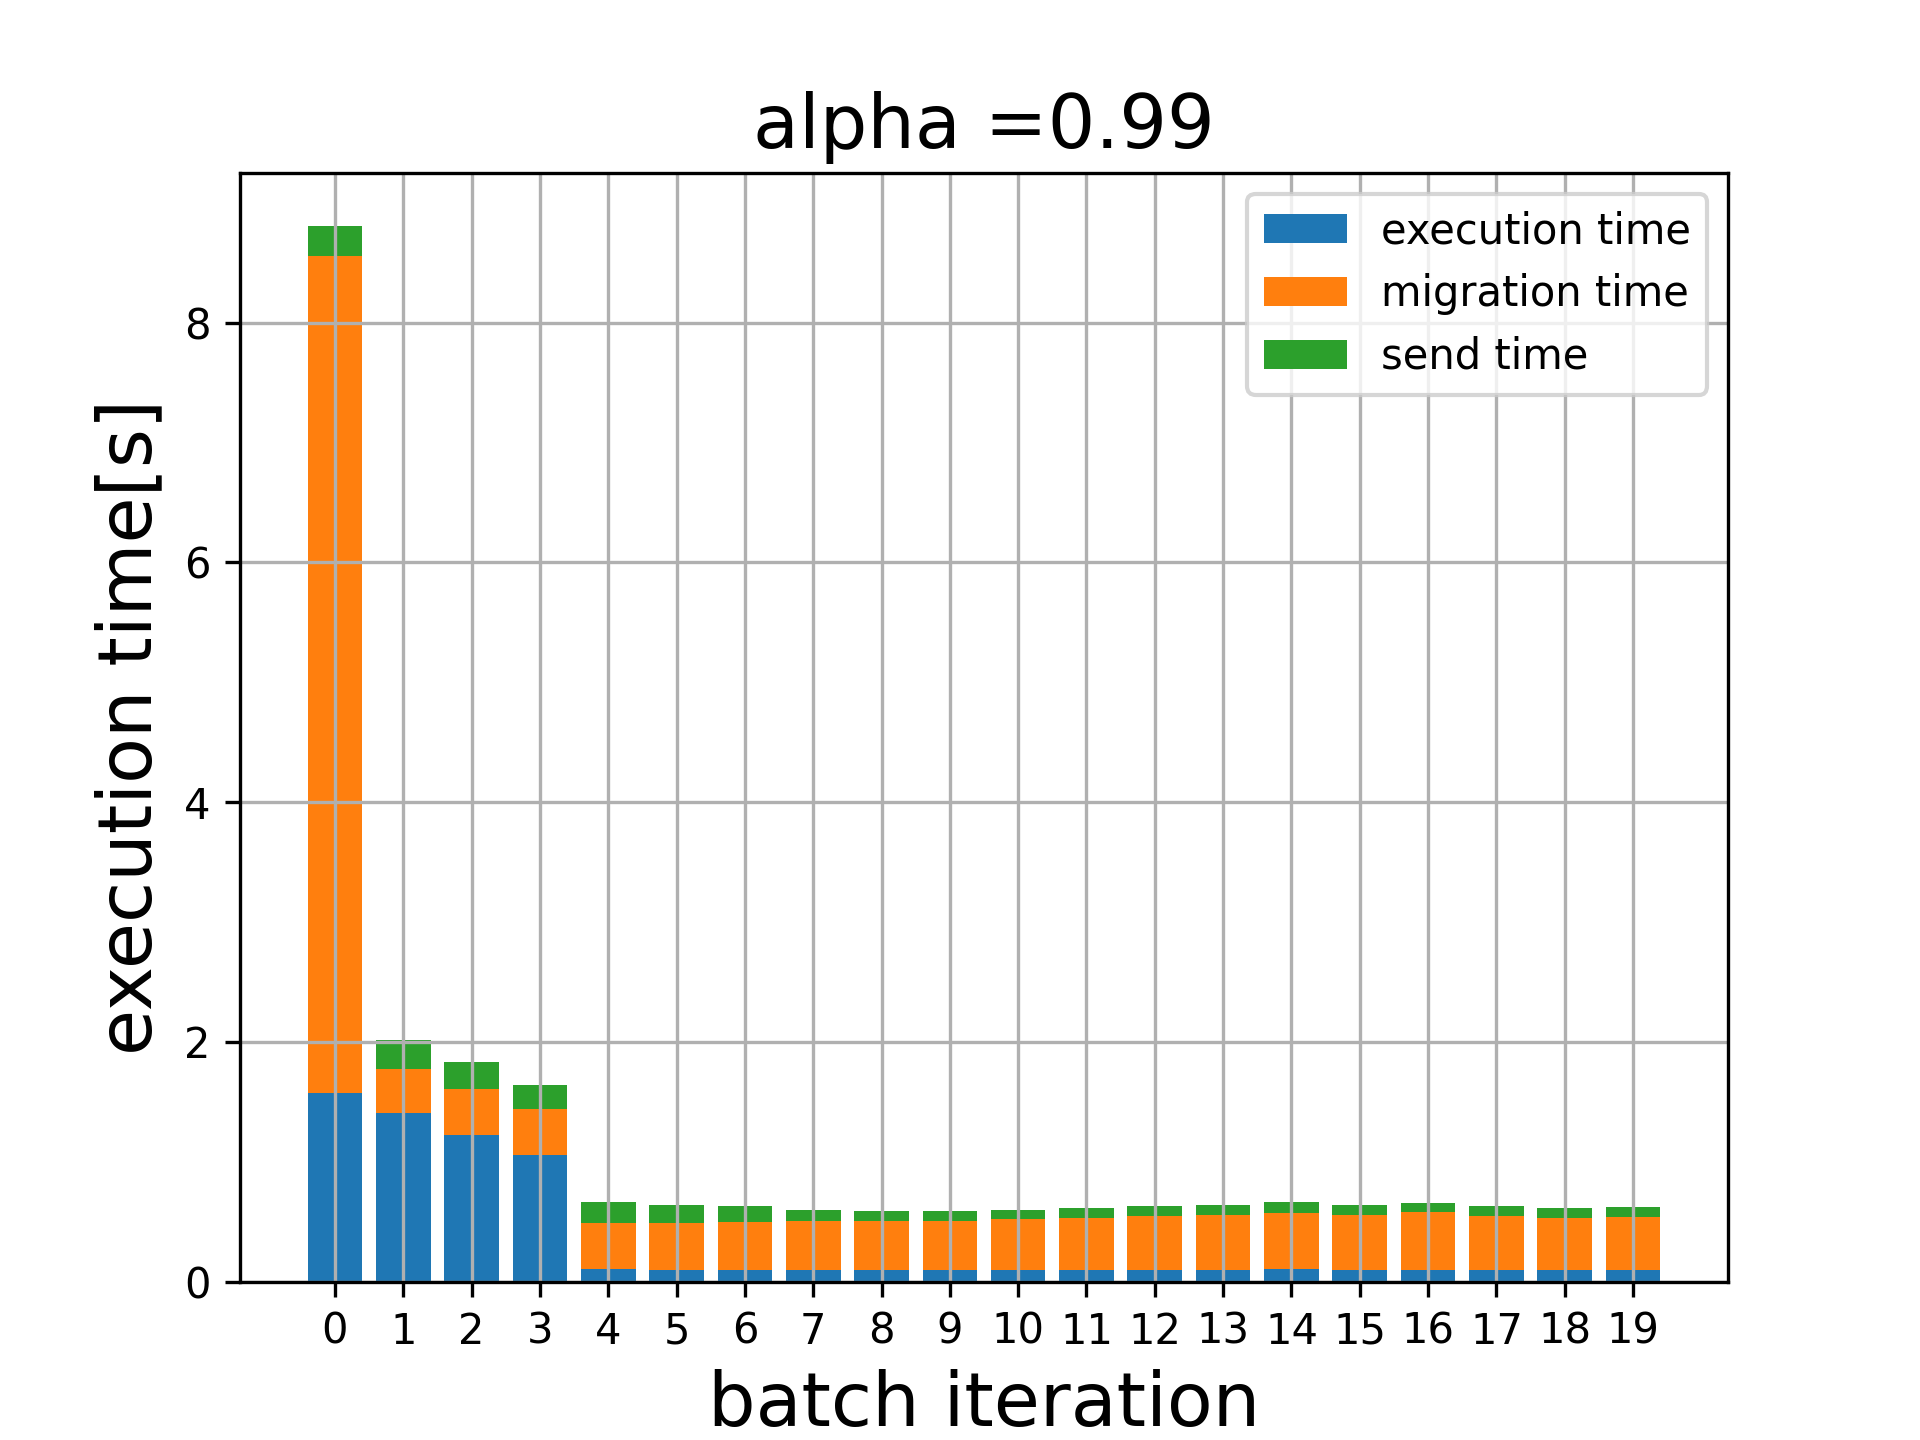 alpha =0.99
execution time
migration time
send time
execution time[s]
8
6
4
2
0
0 1 2 3 4 5 6 7 8 9 10 11 12 13 14 15 16 17 18 19
batch iteration